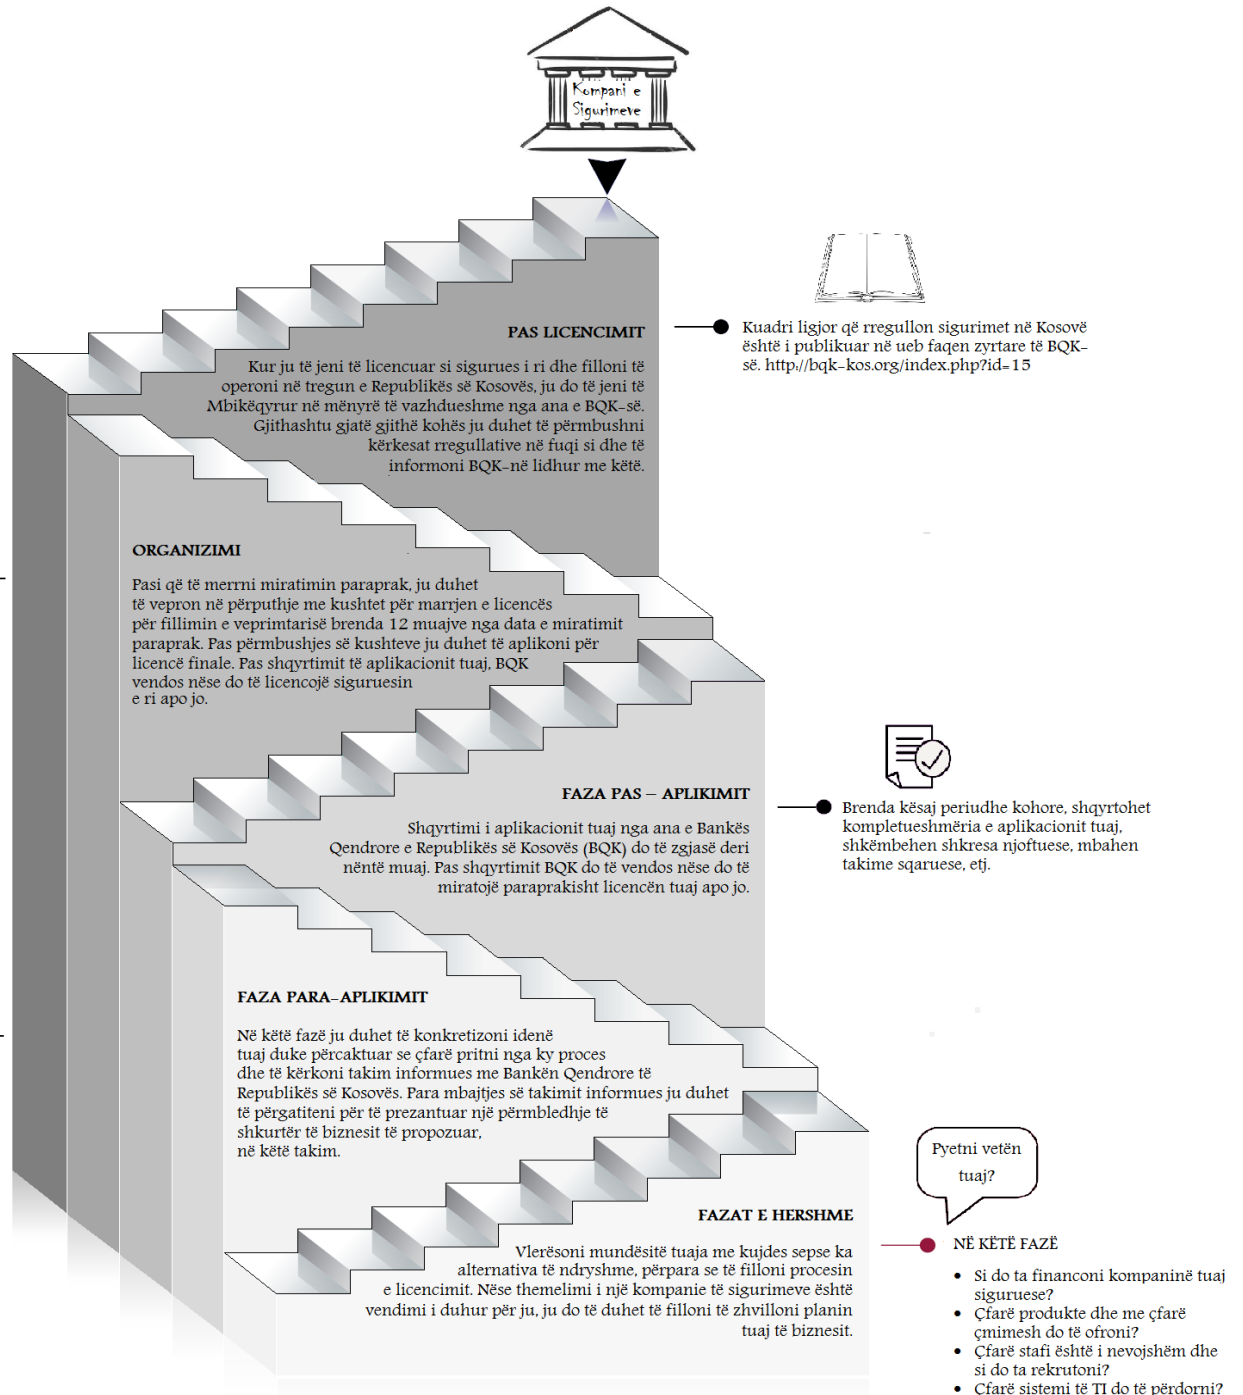 Kompani e
Sigurimeve
PAS LICENCIMIT
Kur ju të jeni të licencuar si sigurues i ri dhe filloni të
operoni në tregun e Republikës së Kosovës, ju do të jeni të
Mbikëqyrur në mënyrë të vazhdueshme nga ana e BQK-së.
Gjithashtu gjatë gjithë kohës ju duhet të përmbushni
kërkesat rregullative në fuqi si dhe të
informoni BQK-në lidhur me këtë.
Kuadri ligjor që rregullon sigurimet në Kosovë
është i publikuar në ueb faqen zyrtare të BQK-
së. http://bqk-kos.org/index.php?id=15
ORGANIZIMI
Pasi që të merrni miratimin paraprak, ju duhet
të vepron në përputhje me kushtet për marrjen e licencës
për fillimin e veprimtarisë brenda 12 muajve nga data e miratimit
paraprak. Pas përmbushjes së kushteve ju duhet të aplikoni për
licencë finale. Pas shqyrtimit të aplikacionit tuaj, BQK
vendos nëse do të licencojë siguruesin
e ri apo jo.
FAZA PAS – APLIKIMIT
Shqyrtimi i aplikacionit tuaj nga ana e Bankës
Qendrore e Republikës së Kosovës (BQK) do të zgjasë deri
nëntë muaj. Pas shqyrtimit BQK do të vendos nëse do të
miratojë paraprakisht licencën tuaj apo jo.
Brenda kësaj periudhe kohore, shqyrtohet
kompletueshmëria e aplikacionit tuaj,
shkëmbehen shkresa njoftuese, mbahen
takime sqaruese, etj.
FAZA PARA-APLIKIMIT
Në këtë fazë ju duhet të konkretizoni idenë
tuaj duke përcaktuar se çfarë pritni nga ky proces
dhe të kërkoni takim informues me Bankën Qendrore të
Republikës së Kosovës. Para mbajtjes së takimit informues ju duhet
të përgatiteni për të prezantuar një përmbledhje të
shkurtër të biznesit të propozuar,
në këtë takim.
FAZAT E HERSHME
Vlerësoni mundësitë tuaja me kujdes sepse ka
alternativa të ndryshme, përpara se të filloni procesin
e licencimit. Nëse themelimi i një kompanie të sigurimeve është
vendimi i duhur për ju, ju do të duhet të filloni të zhvilloni planin
tuaj të biznesit.
Pyetni vetën
tuaj?
NË KËTË FAZË
• Si do ta financoni kompaninë tuaj
siguruese?
• Çfarë produkte dhe me çfarë
çmimesh do të ofroni?
• Çfarë stafi është i nevojshëm dhe
si do ta rekrutoni?
• Çfarë sistemi të TI do të përdorni?